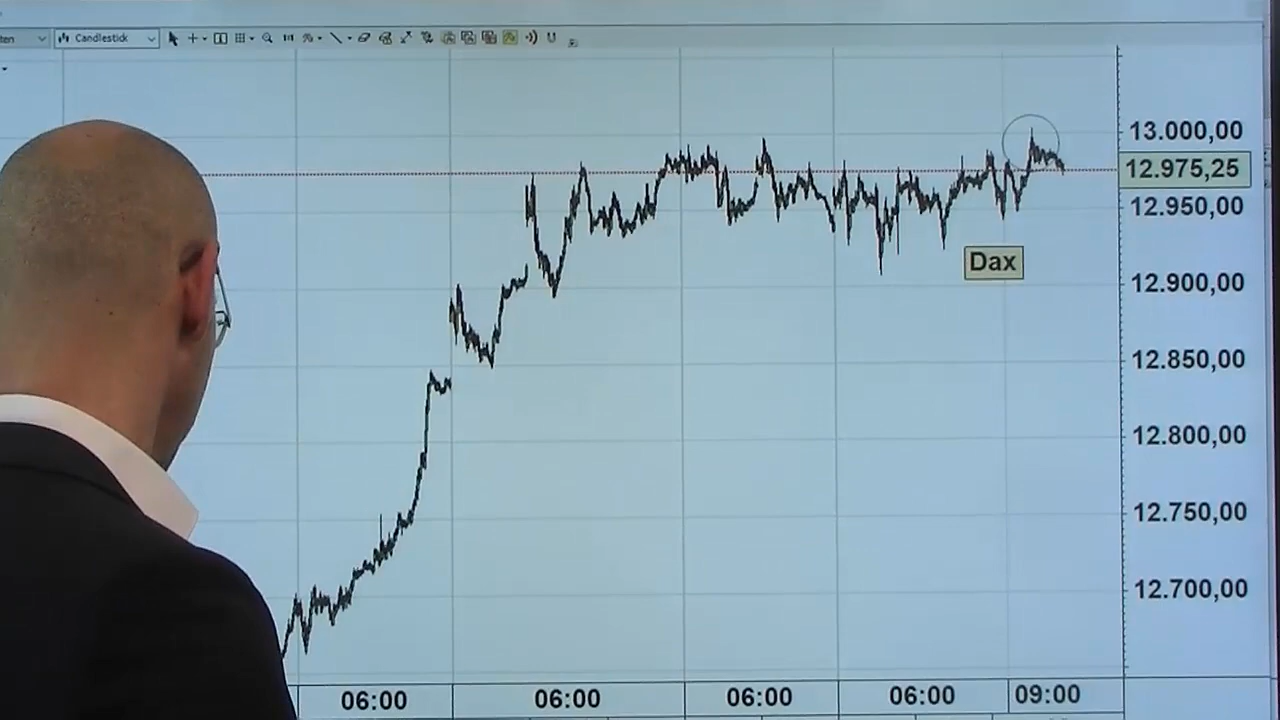 ten
Candlestick
13.000,00
12.975,25
12.950,00
Dax
12.900,00
12.850,00
12.800,00
12.750,00
12.700,00
06:00 06:00 06:00 06:00 09:00